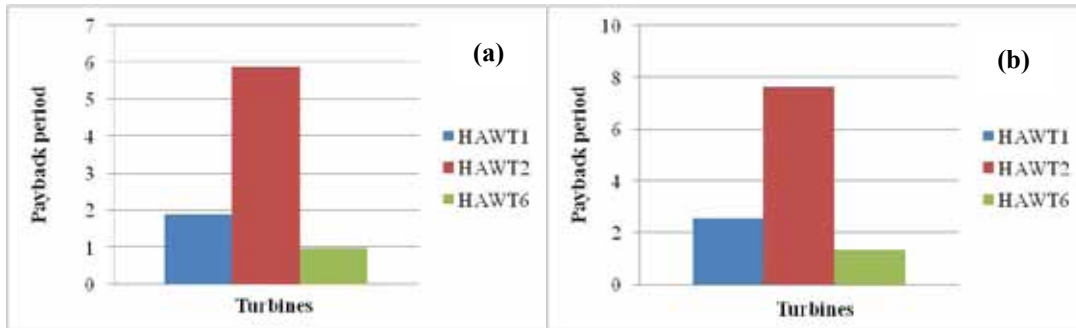 (a)
Payback period
7
6
5
4
3
2
1
0
Turbines
HAWT1
HAWT2
HAWT6
(b)
Payback period
10
8
6
4
2
0
Turbines
HAWT1
HAWT2
HAWT6